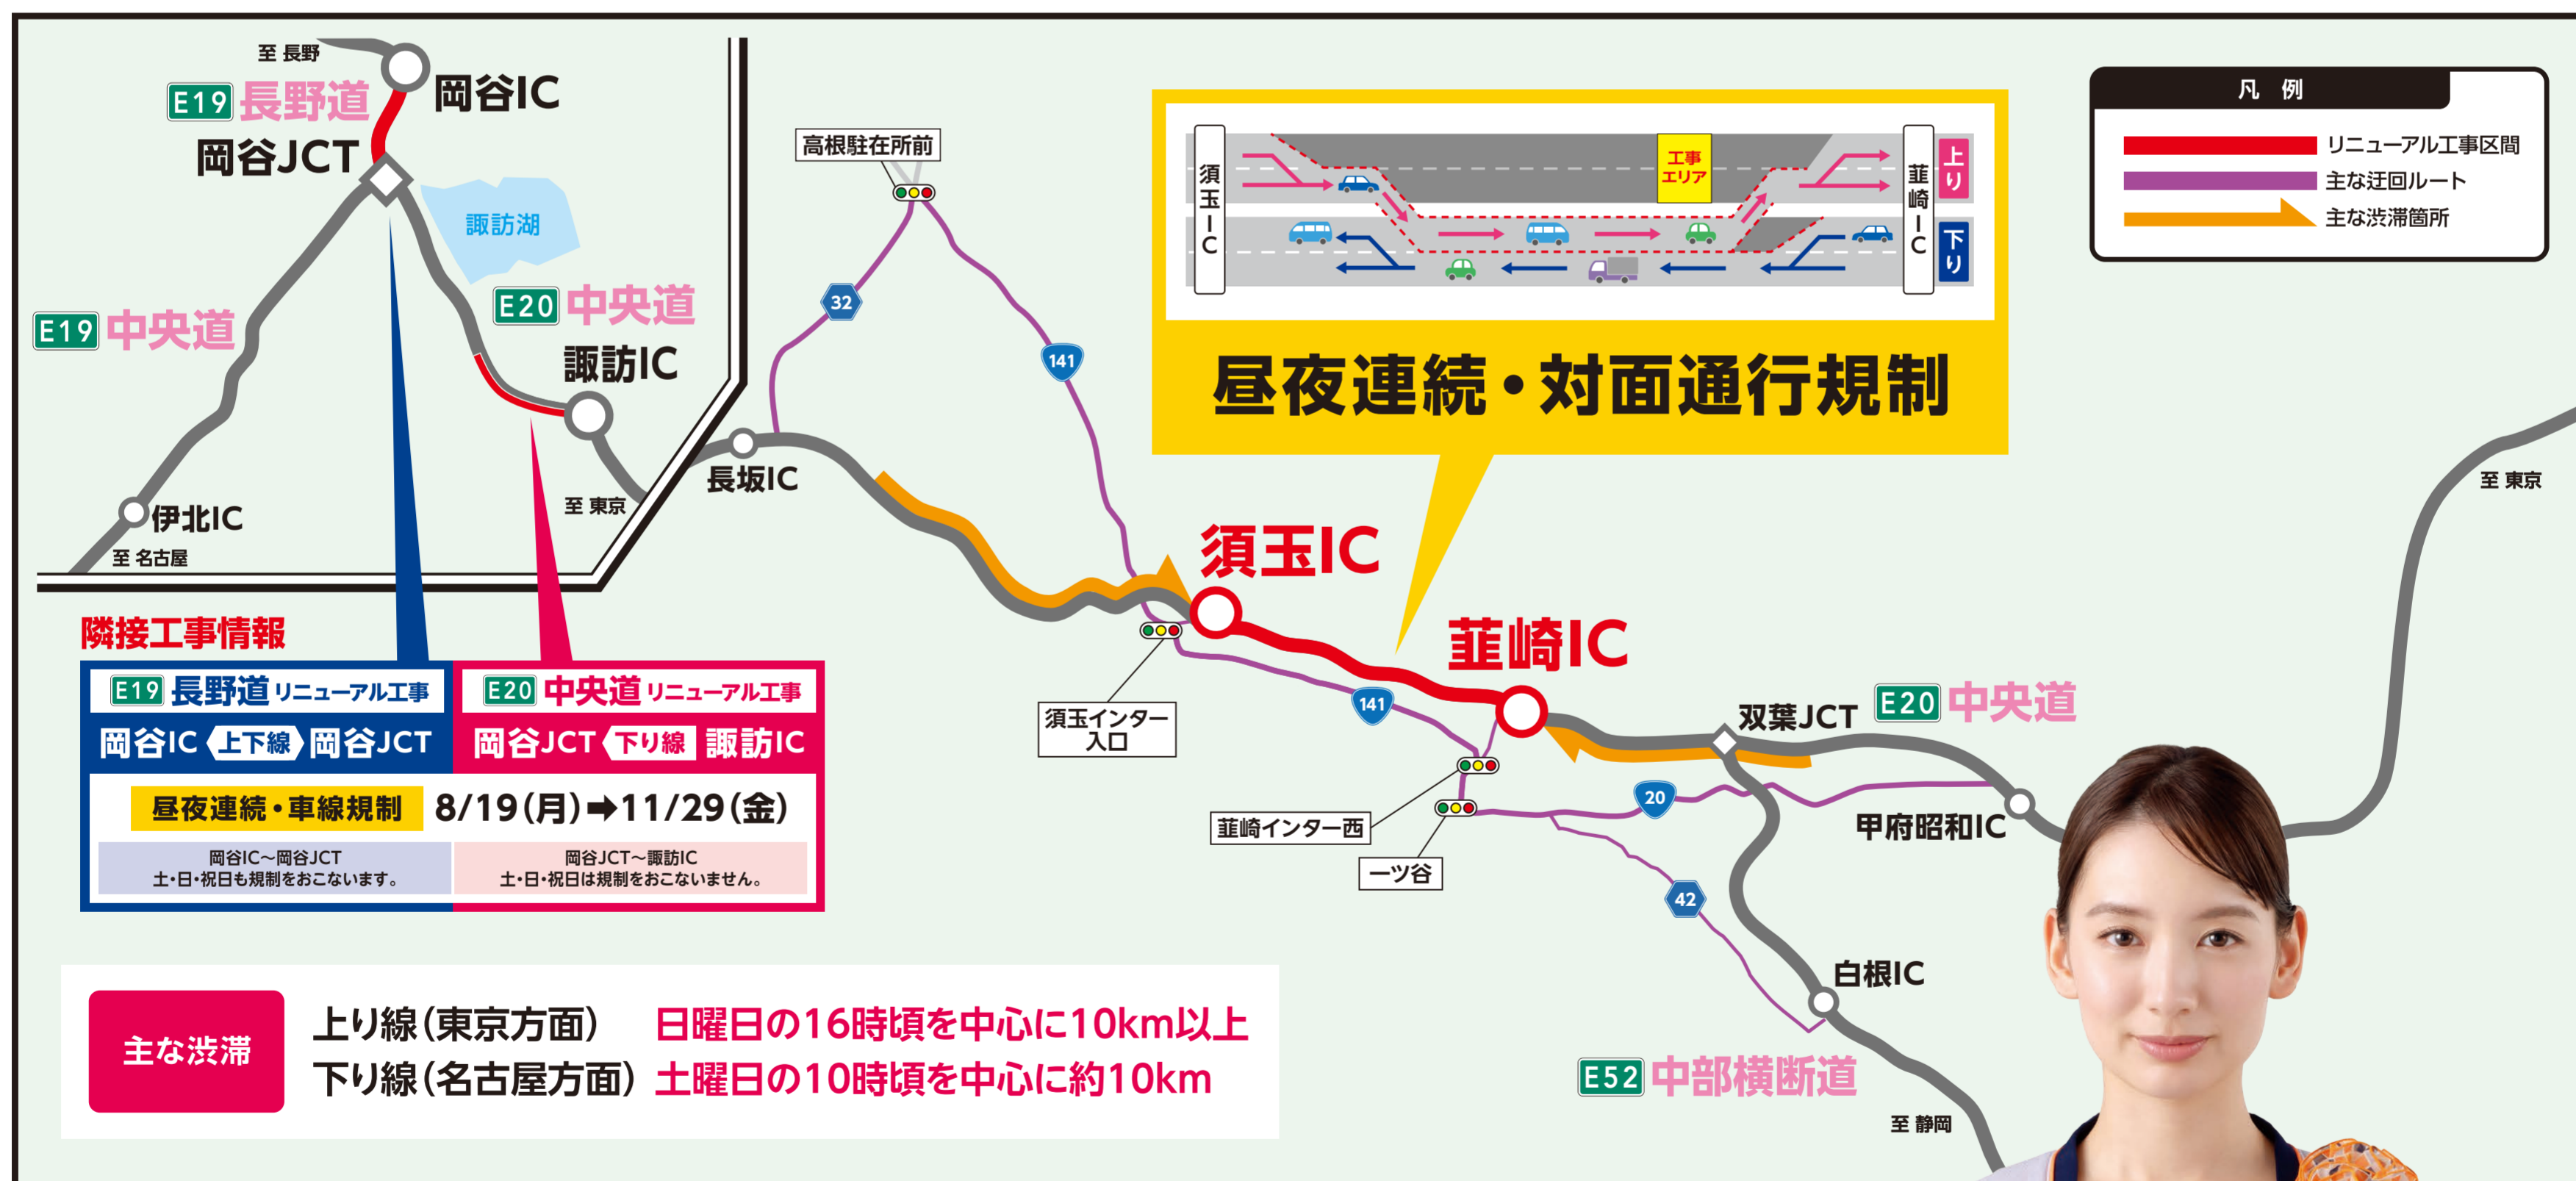 至 長野
岡谷IC
E19 長野道
岡谷JCT
諏訪湖
E19 中央道
E20 中央道
諏訪IC
伊北IC
至 名古屋
至 東京
高根駐在所前
32
141
長坂IC
須玉IC
工事
エリア
韮崎IC
上り
下り
昼夜連続・対面通行規制
凡 例
リニューアル工事区間
主な迂回ルート
主な渋滞箇所
至 東京
須玉IC
韮崎IC
141
須玉インター
入口
双葉JCT
E20 中央道
20
韮崎インター西
一ツ谷
甲府昭和IC
42
白根IC
E52 中部横断道
至 静岡
隣接工事情報
E19 長野道 リニューアル工事
岡谷IC 上下線 岡谷JCT
E20 中央道 リニューアル工事
岡谷JCT 下り線 諏訪IC
昼夜連続・車線規制 8/19(月)➡11/29(金)
岡谷IC～岡谷JCT
土・日・祝日も規制をおこないます。
岡谷JCT～諏訪IC
土・日・祝日は規制をおこないません。
主な渋滞
上り線(東京方面) 日曜日の16時頃を中心に10km以上
下り線(名古屋方面) 土曜日の10時頃を中心に約10km